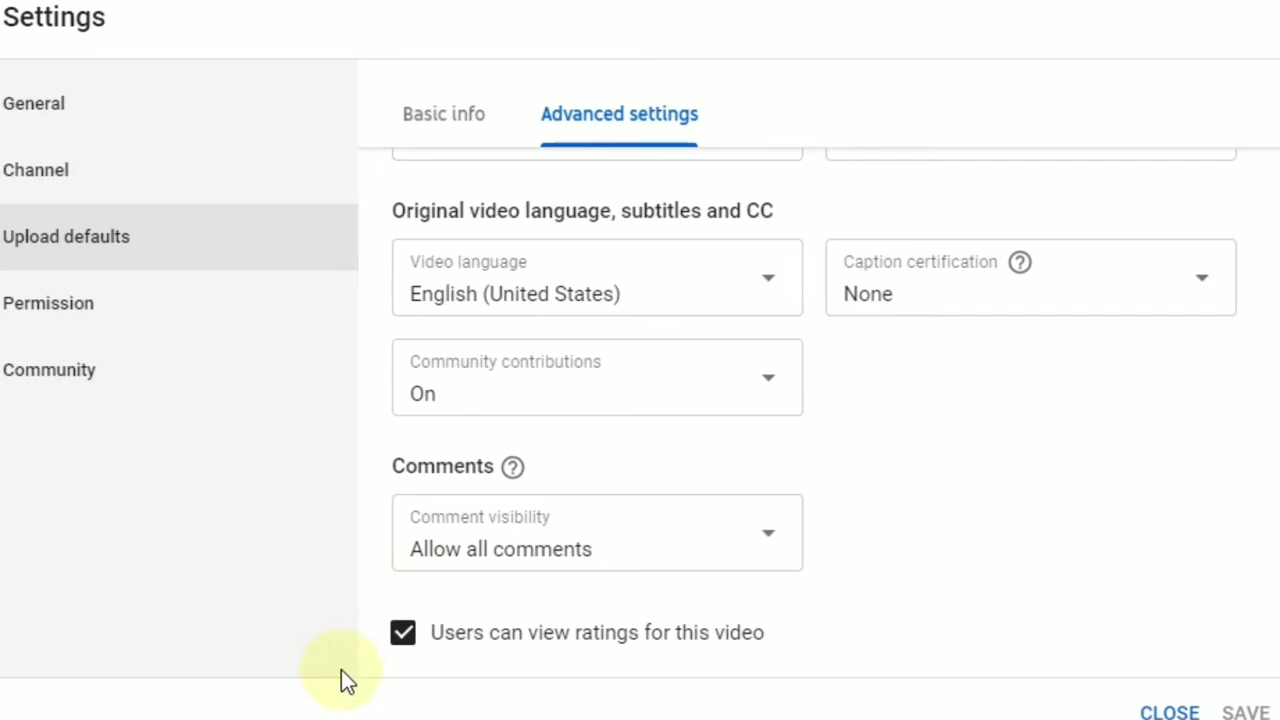 Settings
General
Channel
Upload defaults
Permission
Community
Basic info
Advanced settings
Original video language, subtitles and CC
Video language
English (United States)
Caption certification ?
None
Community contributions
On
Comments ?
Comment visibility
Allow all comments
Users can view ratings for this video
CLOSE SAVE